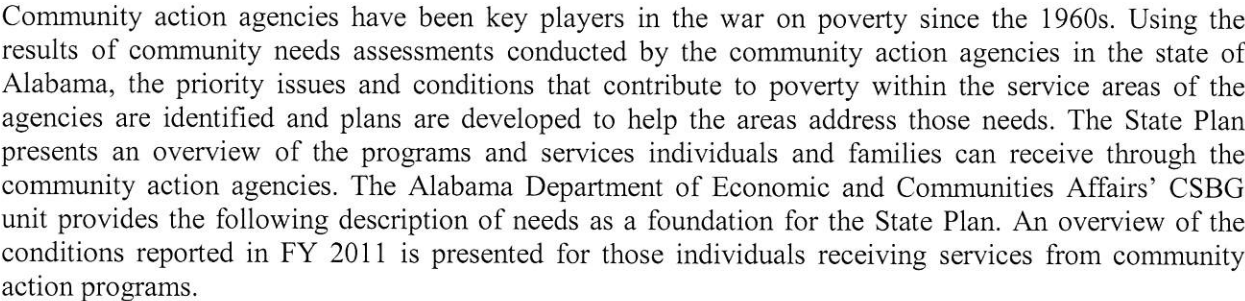 Community action agencies have been key players in the war on poverty since the 1960s. Using the
results of community needs assessments conducted by the community action agencies in the state of
Alabama, the priority issues and conditions that contribute to poverty within the service areas of the
agencies are identified and plans are developed to help the areas address those needs. The State Plan
presents an overview of the programs and services individuals and families can receive through the
community action agencies. The Alabama Department of Economic and Communities Affairs' CSBG
unit provides the following description of needs as a foundation for the State Plan. An overview of the
conditions reported in FY 2011 is presented for those individuals receiving services from community
action programs.